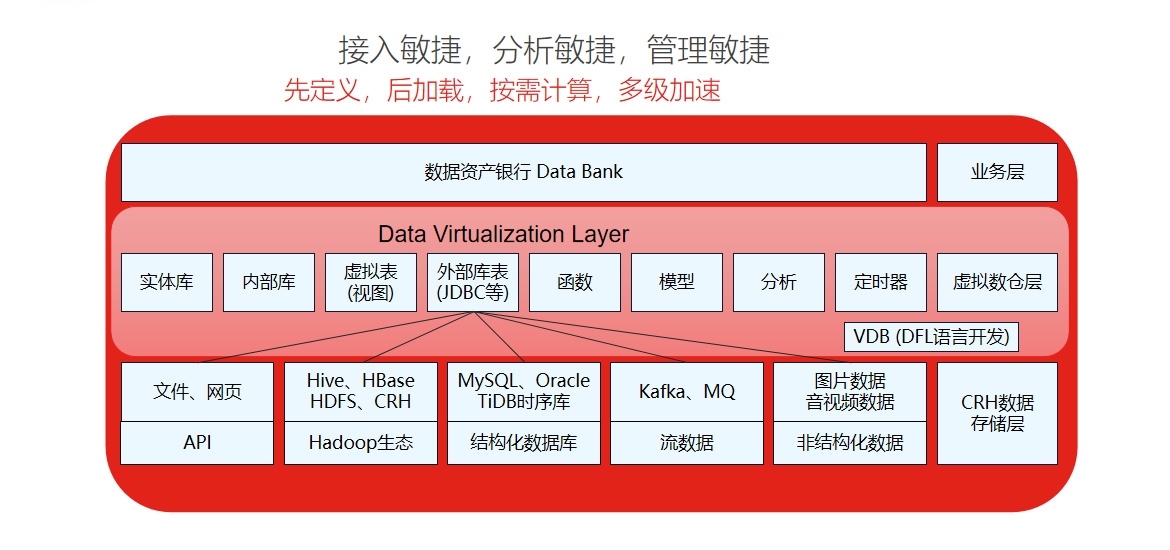 接入敏捷，分析敏捷，管理敏捷
先定义，后加载，按需计算，多级加速
数据资产银行 Data Bank
业务层
Data Virtualization Layer
实体库
内部库
虚拟表
(视图)
外部库表
(JDBC等)
函数
模型
分析
定时器
虚拟数仓层
VDB (DFL语言开发)
文件、网页
Hive、HBase
HDFS、CRH
MySQL、Oracle
TiDB时序库
Kafka、MQ
图片数据
音视频数据
CRH数据
存储层
API
Hadoop生态
结构化数据库
流数据
非结构化数据